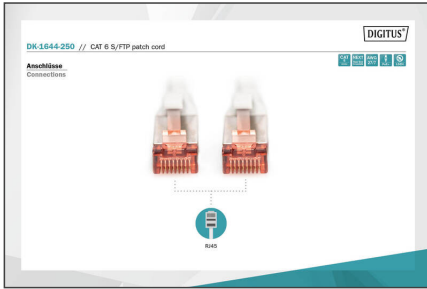 DIGITUS®
DK-1644-250 // CAT 6 S/FTP patch cord
Anschlüsse
Connections
RJ45